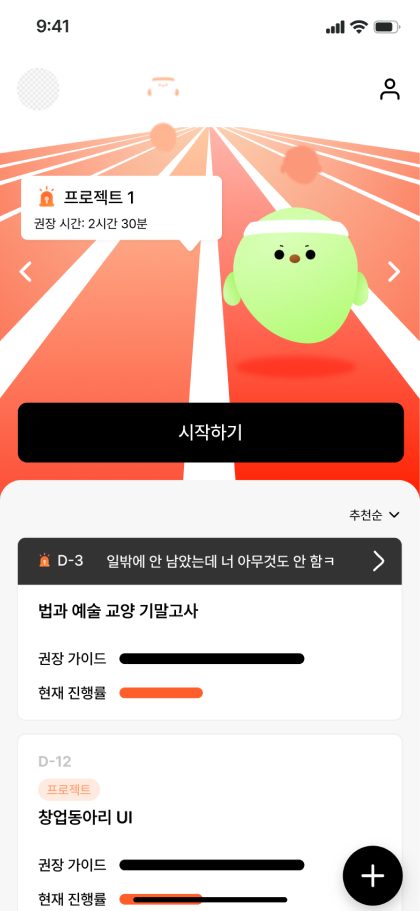 9:41
프로젝트 1
권장 시간: 2시간 30분
시작하기
추천순
D-3 일밖에 안 남았는데 너 아무것도 안 함ㅋ
법과 예술 교양 기말고사
권장 가이드
현재 진행률
D-12
프로젝트
창업동아리 UI
권장 가이드
현재 진행률